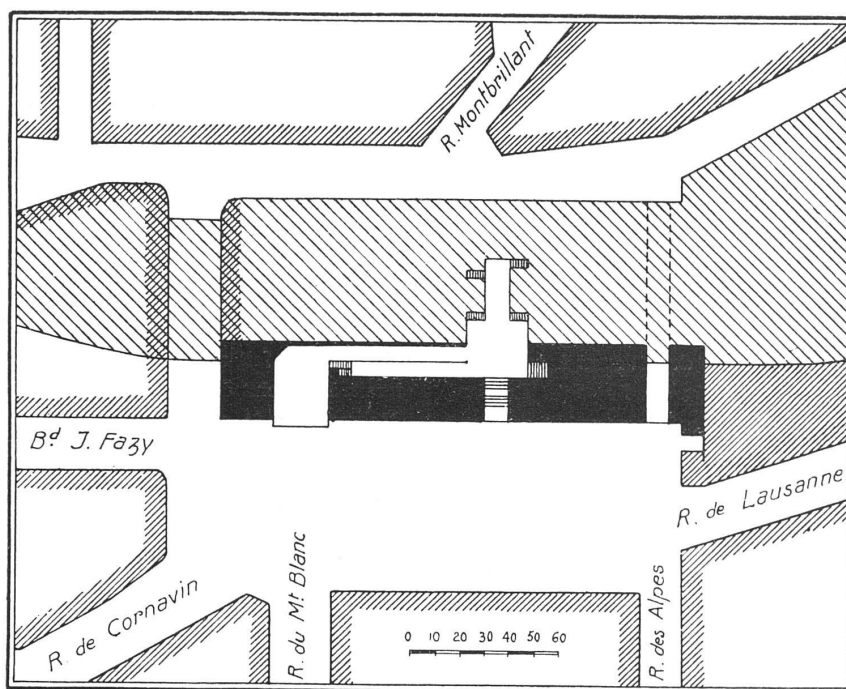 R. Montbrillant
Bd J. Fazy
R. de Lausanne
R. de Cornavin
R. du Mt Blanc
R. des Alpes
0 10 20 30 40 50 60